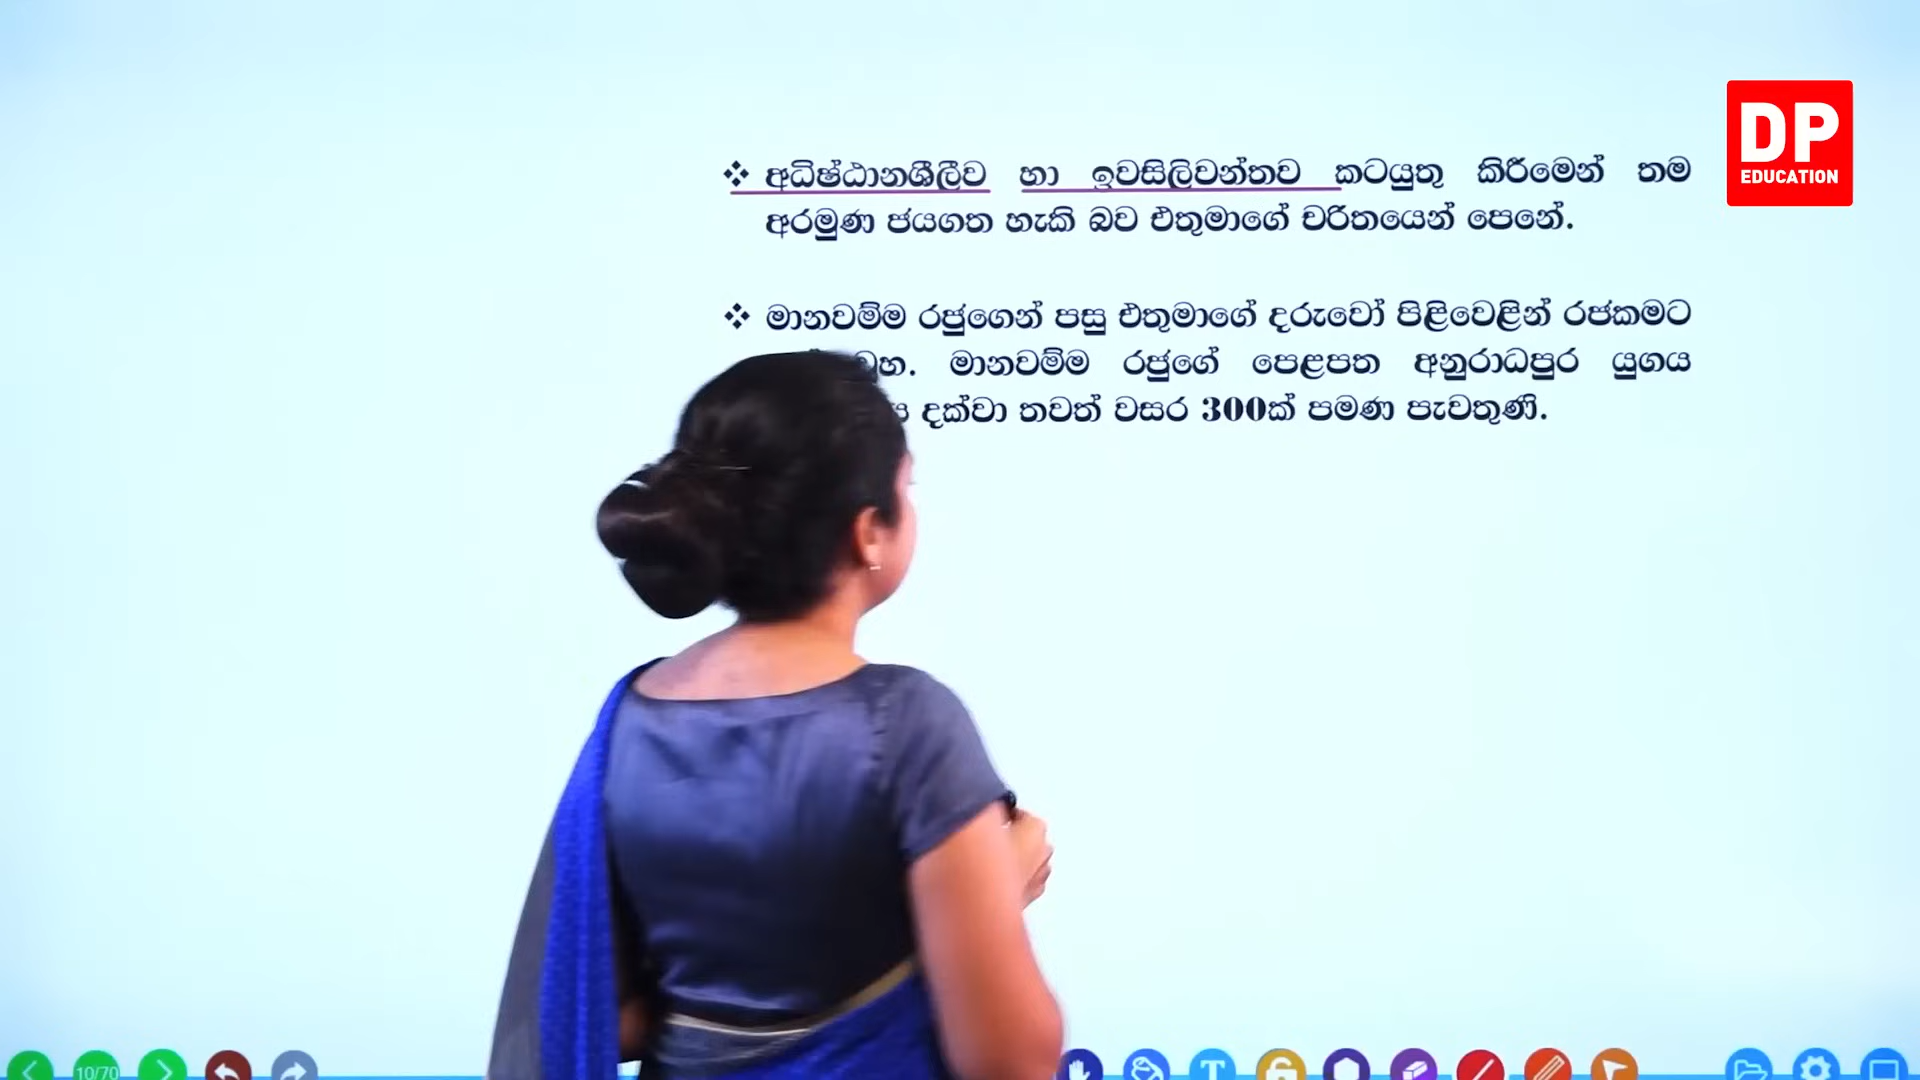 DP
EDUCATION
❖ අධිෂ්ඨානශීලීව හා ඉවසිලිවන්තව කටයුතු කිරීමෙන් තම
අරමුණ ජයගත හැකි බව එතුමාගේ චරිතයෙන් පෙනේ.
❖ මානවම්ම රජුගෙන් පසු එතුමාගේ දරුවෝ පිළිවෙළින් රජකමට
මානවම්ම රජුගේ පෙළපත අනුරාධපුර යුගය
දක්වා තවත් වසර 300ක් පමණ පැවතුණි.
10/70